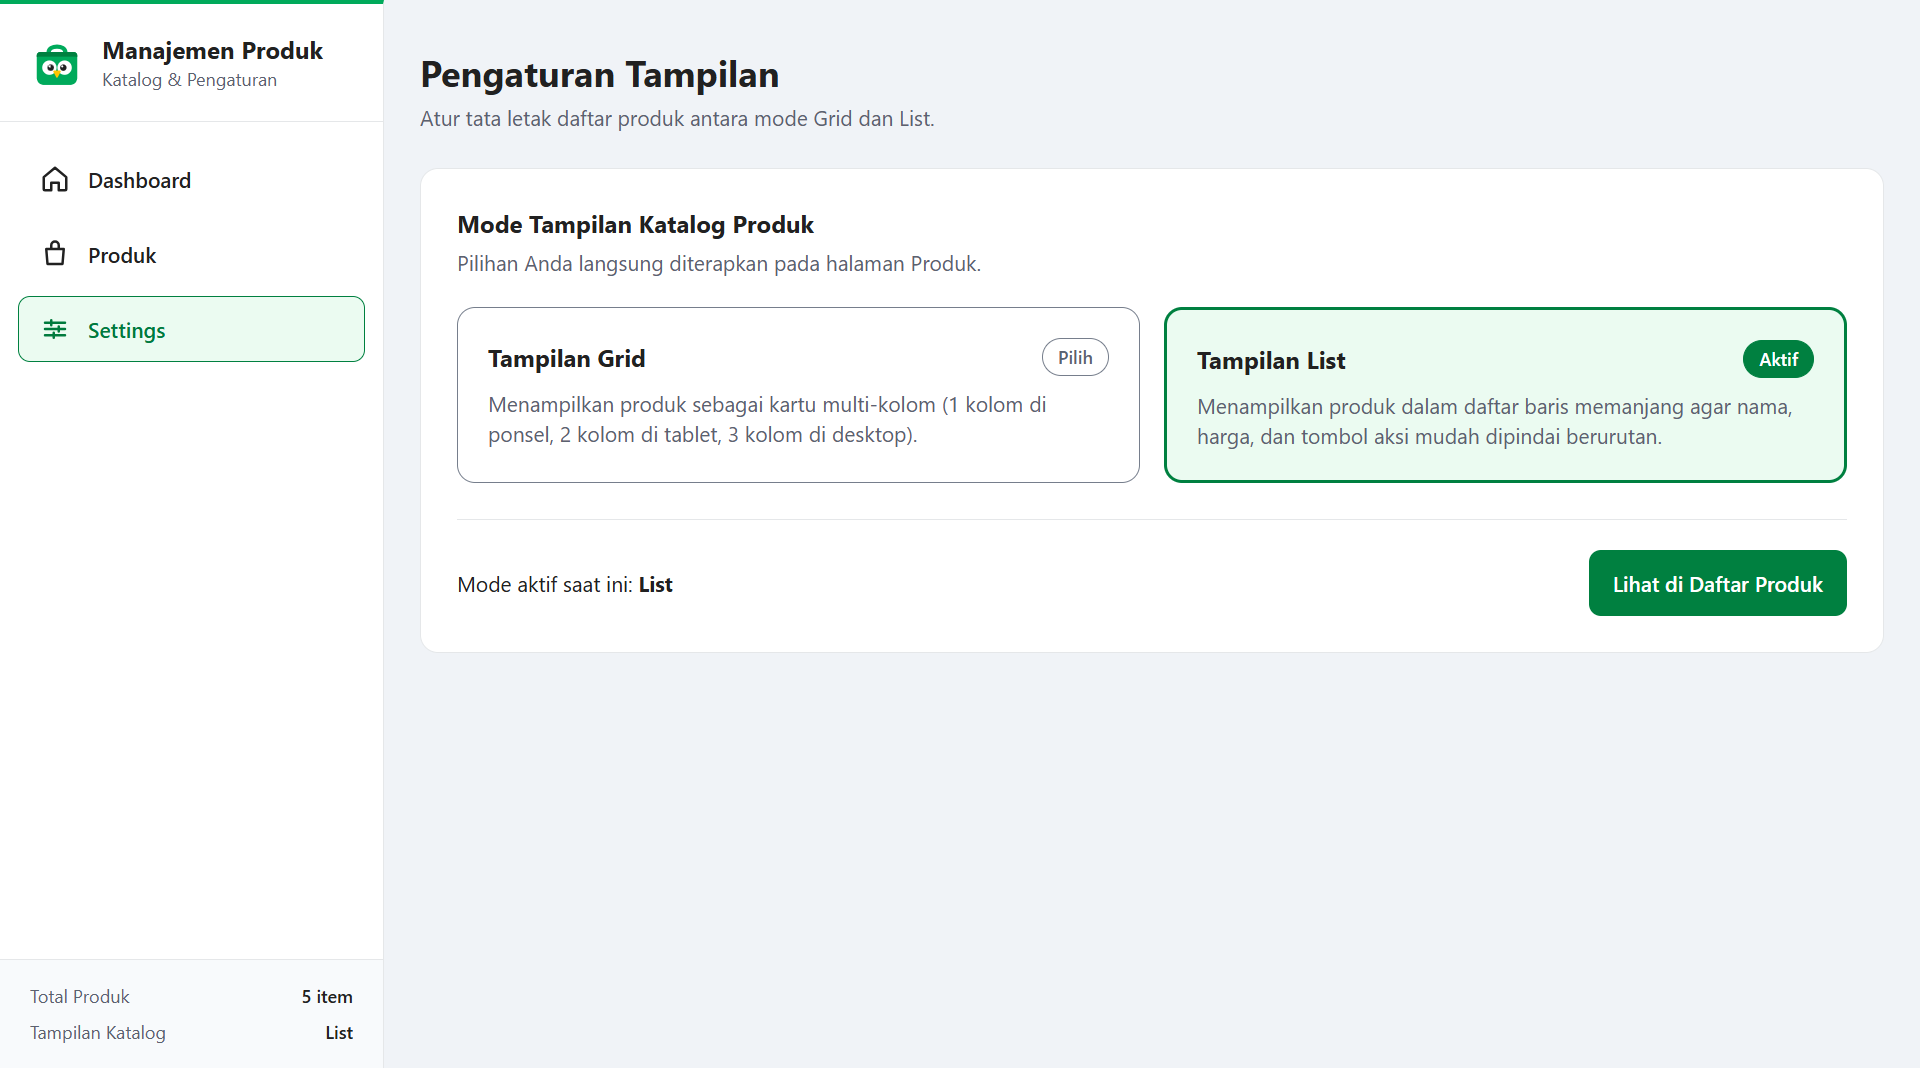 Manajemen Produk
Katalog & Pengaturan
Dashboard
Produk
Settings
Total Produk 5 item
Tampilan Katalog List
Pengaturan Tampilan
Atur tata letak daftar produk antara mode Grid dan List.
Mode Tampilan Katalog Produk
Pilihan Anda langsung diterapkan pada halaman Produk.
Tampilan Grid Pilih
Menampilkan produk sebagai kartu multi-kolom (1 kolom di
ponsel, 2 kolom di tablet, 3 kolom di desktop).
Tampilan List Aktif
Menampilkan produk dalam daftar baris memanjang agar nama,
harga, dan tombol aksi mudah dipindai berurutan.
Mode aktif saat ini: List
Lihat di Daftar Produk